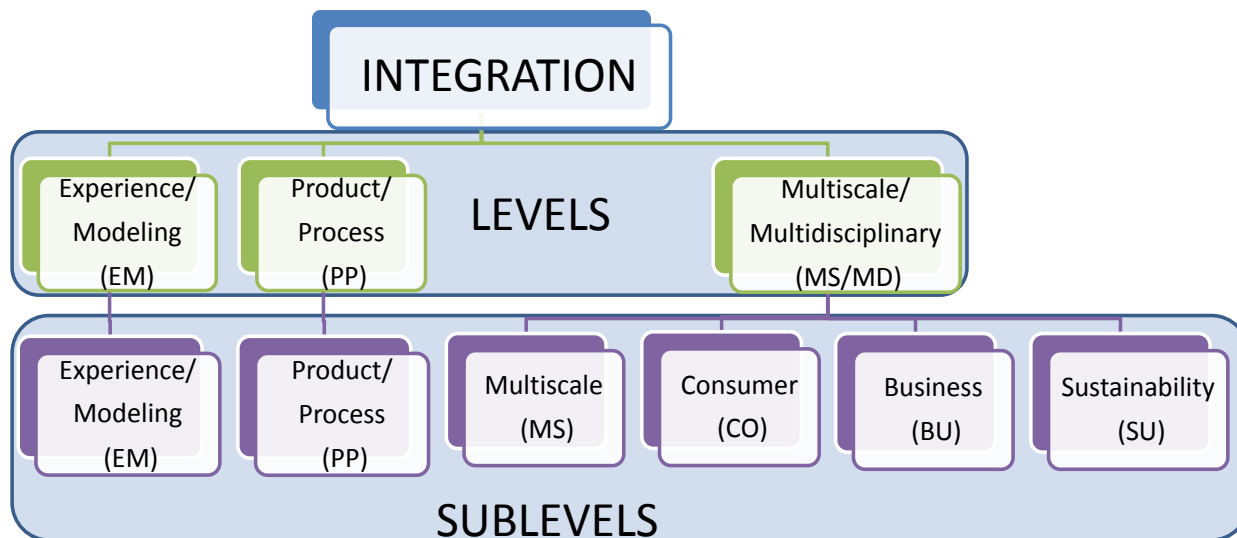 INTEGRATION
Experience/
Modeling
(EM)
Product/
Process
(PP)
LEVELS
Multiscale/
Multidisciplinary
(MS/MD)
Experience/
Modeling
(EM)
Product/
Process
(PP)
Multiscale
(MS)
Consumer
(CO)
Business
(BU)
Sustainability
(SU)
SUBLEVELS